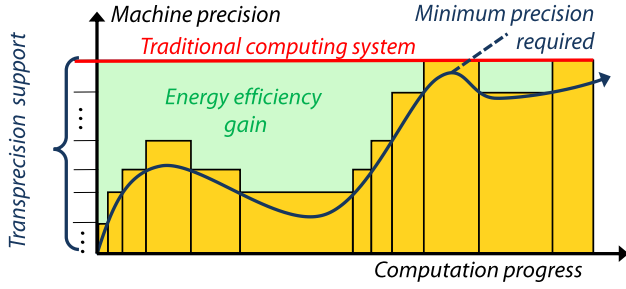 Machine precision
Minimum precision
required
Traditional computing system
Transprecision support
Energy efficiency
gain
Computation progress